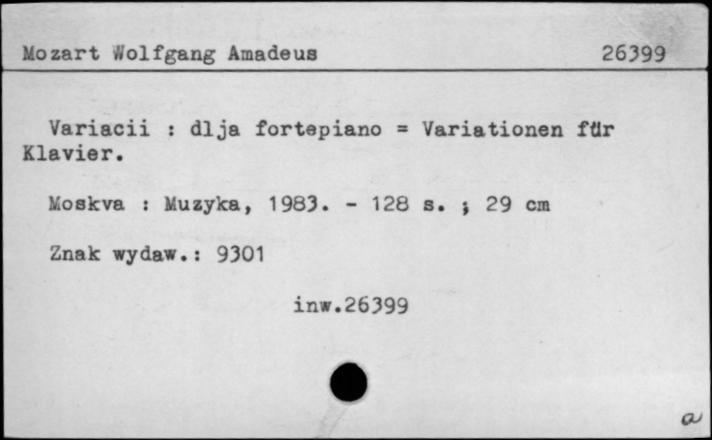 Mozart Wolfgang Amadeus 26399
Variacii : dlja fortepiano = Variationen für
Klavier.
Moskva : Muzyka, 1983. - 128 s. ; 29 cm
Znak wydaw.: 9301
inw.26399
a